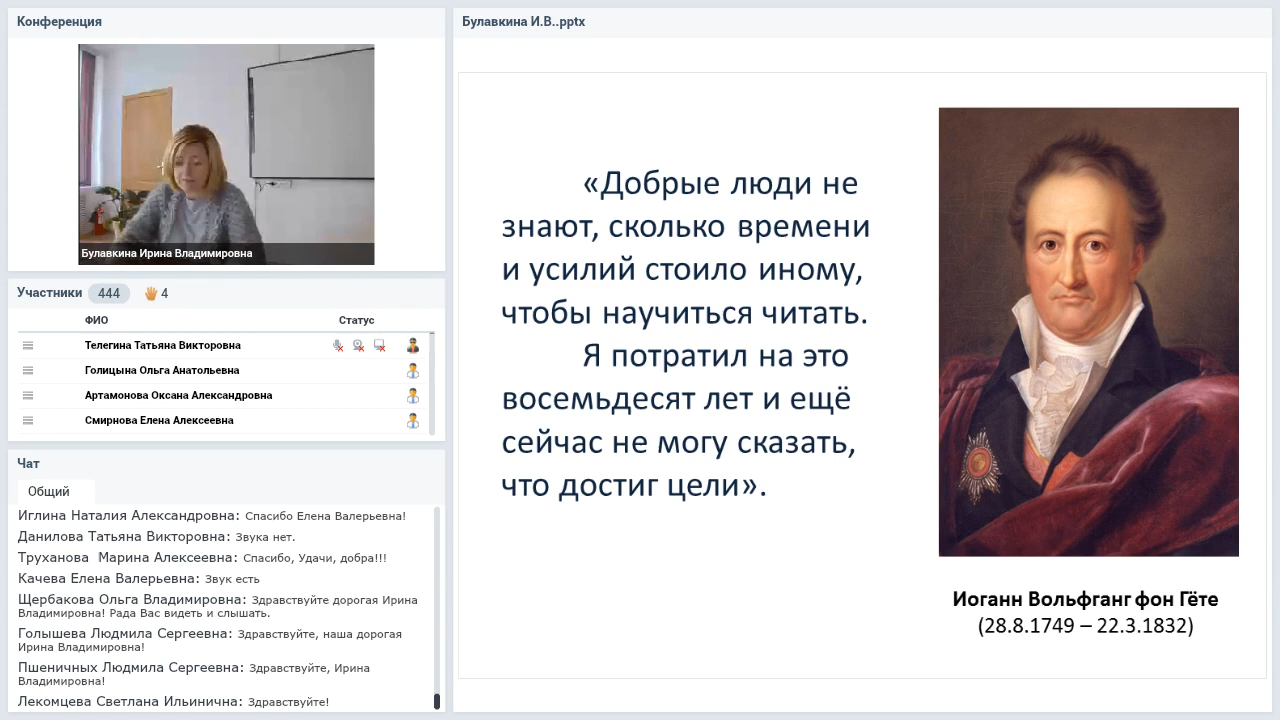 Конференция
Булавкина Ирина Владимировна
Участники 444 4
ФИО Статус
Телегина Татьяна Викторовна
Голицына Ольга Анатольевна
Артамонова Оксана Александровна
Смирнова Елена Алексеевна
Чат
Общий
Иглина Наталия Александровна: Спасибо Елена Валерьевна!
Данилова Татьяна Викторовна: Звука нет.
Труханова  Марина Алексеевна: Спасибо, Удачи, добра!!!
Качева Елена Валерьевна: Звук есть
Щербакова Ольга Владимировна: Здравствуйте дорогая Ирина
Владимировна! Рада Вас видеть и слышать.
Голышева Людмила Сергеевна: Здравствуйте, наша дорогая
Ирина Владимировна!
Пшеничных Людмила Сергеевна: Здравствуйте, Ирина
Владимировна!
Лекомцева Светлана Ильинична: Здравствуйте!
Булавкина И.В..pptx
«Добрые люди не
знают, сколько времени
и усилий стоило иному,
чтобы научиться читать.
Я потратил на это
восемьдесят лет и ещё
сейчас не могу сказать,
что достиг цели».
Иоганн Вольфганг фон Гёте
(28.8.1749 – 22.3.1832)